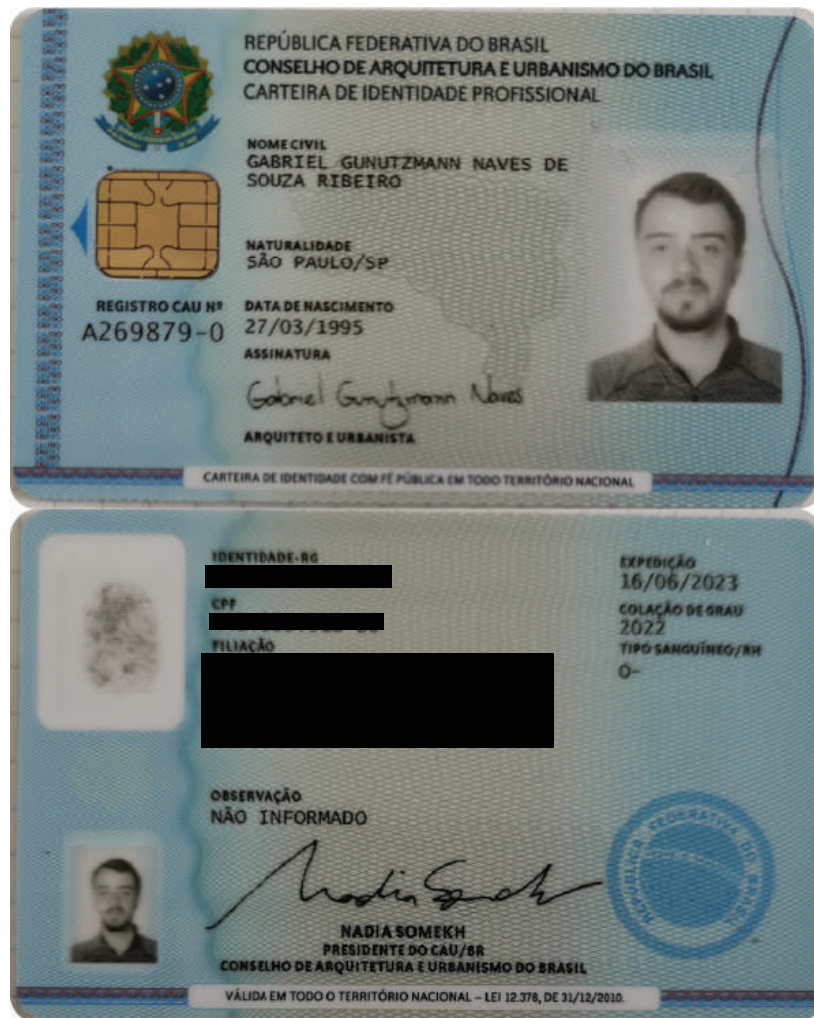 REPÚBLICA FEDERATIVA DO BRASIL
CONSELHO DE ARQUITETURA E URBANISMO DO BRASIL
CARTEIRA DE IDENTIDADE PROFISSIONAL
NOME CIVIL
GABRIEL GUNUTZMANN NAVES DE
SOUZA RIBEIRO
NATURALIDADE
SÃO PAULO/SP
REGISTRO CAU Nº
A269879-0
DATA DE NASCIMENTO
27/03/1995
ASSINATURA
Gabriel Gunutzmann Naves
ARQUITETO E URBANISTA
CARTEIRA DE IDENTIDADE COM FÉ PÚBLICA EM TODO TERRITÓRIO NACIONAL
IDENTIDADE-RG
CPF
FILIAÇÃO
EXPEDIÇÃO
16/06/2023
COLAÇÃO DE GRAU
2022
TIPO SANGUÍNEO/RH
O-
OBSERVAÇÃO
NÃO INFORMADO
REPÚBLICA FEDERATIVA DO BRASIL
NADIA SOMEKH
PRESIDENTE DO CAU/BR
CONSELHO DE ARQUITETURA E URBANISMO DO BRASIL
VÁLIDA EM TODO O TERRITÓRIO NACIONAL – LEI 12.378, DE 31/12/2010.